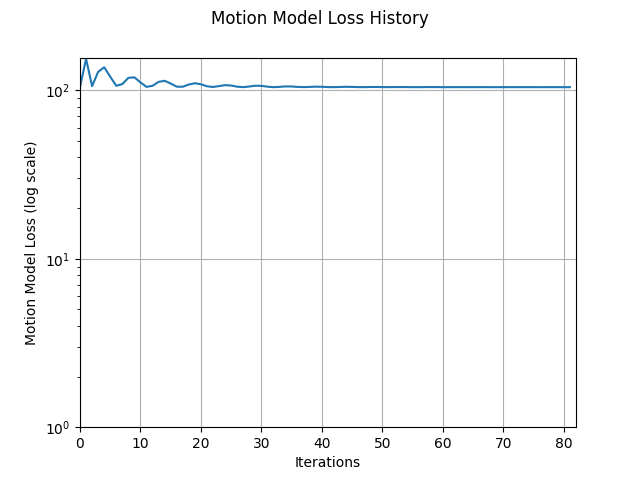 Motion Model Loss History
Motion Model Loss (log scale)
10²
10¹
10⁰
0 10 20 30 40 50 60 70 80
Iterations